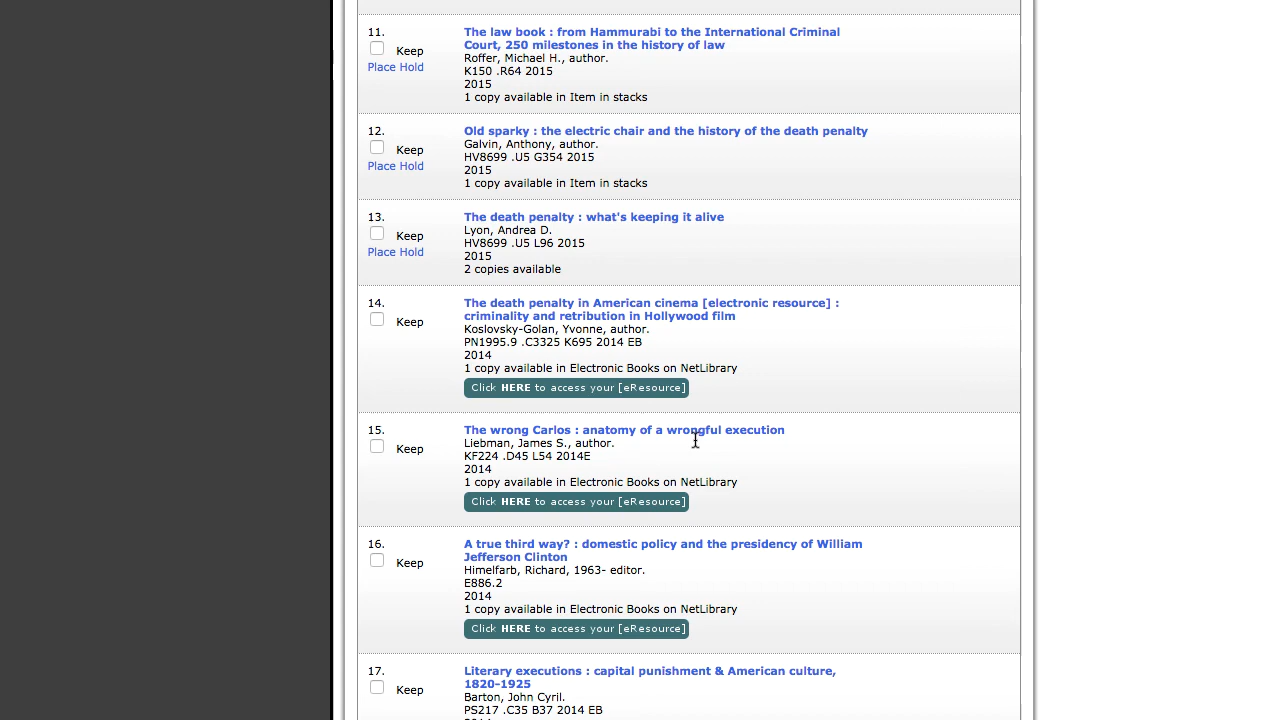 11.
Keep
Place Hold
The law book : from Hammurabi to the International Criminal
Court, 250 milestones in the history of law
Roffer, Michael H., author.
K150 .R64 2015
2015
1 copy available in Item in stacks
12.
Keep
Place Hold
Old sparky : the electric chair and the history of the death penalty
Galvin, Anthony, author.
HV8699 .U5 G354 2015
2015
1 copy available in Item in stacks
13.
Keep
Place Hold
The death penalty : what's keeping it alive
Lyon, Andrea D.
HV8699 .U5 L96 2015
2015
2 copies available
14.
Keep
The death penalty in American cinema [electronic resource] :
criminality and retribution in Hollywood film
Koslovsky-Golan, Yvonne, author.
PN1995.9 .C3325 K695 2014 EB
2014
1 copy available in Electronic Books on NetLibrary
Click HERE to access your [eResource]
15.
Keep
The wrong Carlos : anatomy of a wrongful execution
Liebman, James S., author.
KF224 .D45 L54 2014E
2014
1 copy available in Electronic Books on NetLibrary
Click HERE to access your [eResource]
16.
Keep
A true third way? : domestic policy and the presidency of William
Jefferson Clinton
Himelfarb, Richard, 1963- editor.
E886.2
2014
1 copy available in Electronic Books on NetLibrary
Click HERE to access your [eResource]
17.
Keep
Literary executions : capital punishment & American culture,
1820-1925
Barton, John Cyril.
PS217 .C35 B37 2014 EB